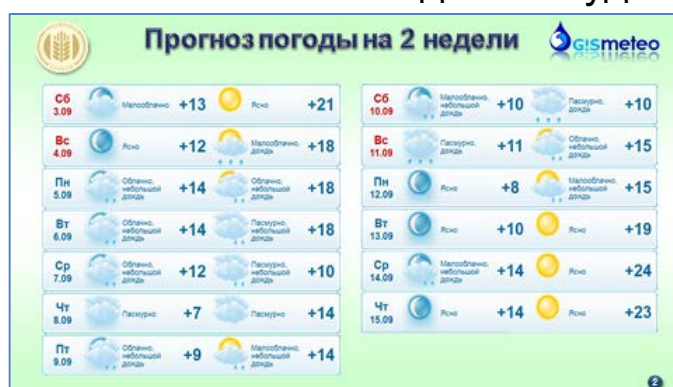 Прогноз погоды на 2 недели
GISmeteo
Сб
3.09
Малооблачно
+13
Ясно
+21
Вс
4.09
Ясно
+12
Малооблачно,
дождь
+18
Пн
5.09
Облачно,
небольшой
дождь
+14
Облачно,
небольшой
дождь
+18
Вт
6.09
Облачно,
небольшой
дождь
+14
Пасмурно,
небольшой
дождь
+18
Ср
7.09
Облачно,
небольшой
дождь
+12
Пасмурно,
небольшой
дождь
+10
Чт
8.09
Пасмурно
+7
Пасмурно
+14
Пт
9.09
Облачно,
небольшой
дождь
+9
Малооблачно,
небольшой
дождь
+14
Сб
10.09
Малооблачно,
небольшой
дождь
+10
Пасмурно,
дождь
+10
Вс
11.09
Пасмурно,
дождь
+11
Облачно,
небольшой
дождь
+15
Пн
12.09
Ясно
+8
Малооблачно,
небольшой
дождь
+15
Вт
13.09
Ясно
+10
Ясно
+19
Ср
14.09
Малооблачно,
небольшой
дождь
+14
Ясно
+24
Чт
15.09
Ясно
+14
Ясно
+23
2